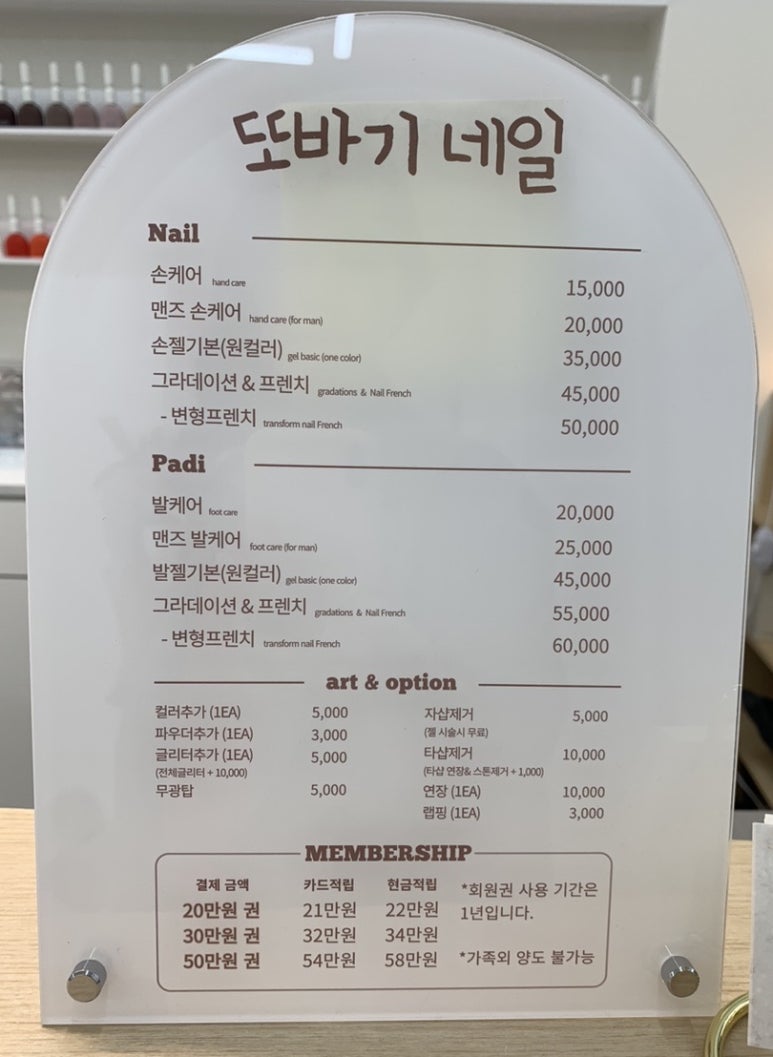 또바기 네일
Nail
손케어 hand care 15,000
맨즈 손케어 hand care (for man) 20,000
손젤기본(원컬러) gel basic (one color) 35,000
그라데이션 & 프렌치 gradations & Nail French 45,000
- 변형프렌치 transform nail French 50,000
Padi
발케어 foot care 20,000
맨즈 발케어 foot care (for man) 25,000
발젤기본(원컬러) gel basic (one color) 45,000
그라데이션 & 프렌치 gradations & Nail French 55,000
- 변형프렌치 transform nail French 60,000
art & option
컬러추가 (1EA) 5,000
파우더추가 (1EA) 3,000
글리터추가 (1EA) 5,000
(전체글리터 + 10,000)
무광탑 5,000
자샵제거 5,000
(젤 시술시 무료)
타샵제거 10,000
(타샵 연장& 스톤제거 + 1,000)
연장 (1EA) 10,000
랩핑 (1EA) 3,000
MEMBERSHIP
결제 금액 카드적립 현금적립
20만원 권 21만원 22만원
30만원 권 32만원 34만원
50만원 권 54만원 58만원
*회원권 사용 기간은
1년입니다.
*가족외 양도 불가능